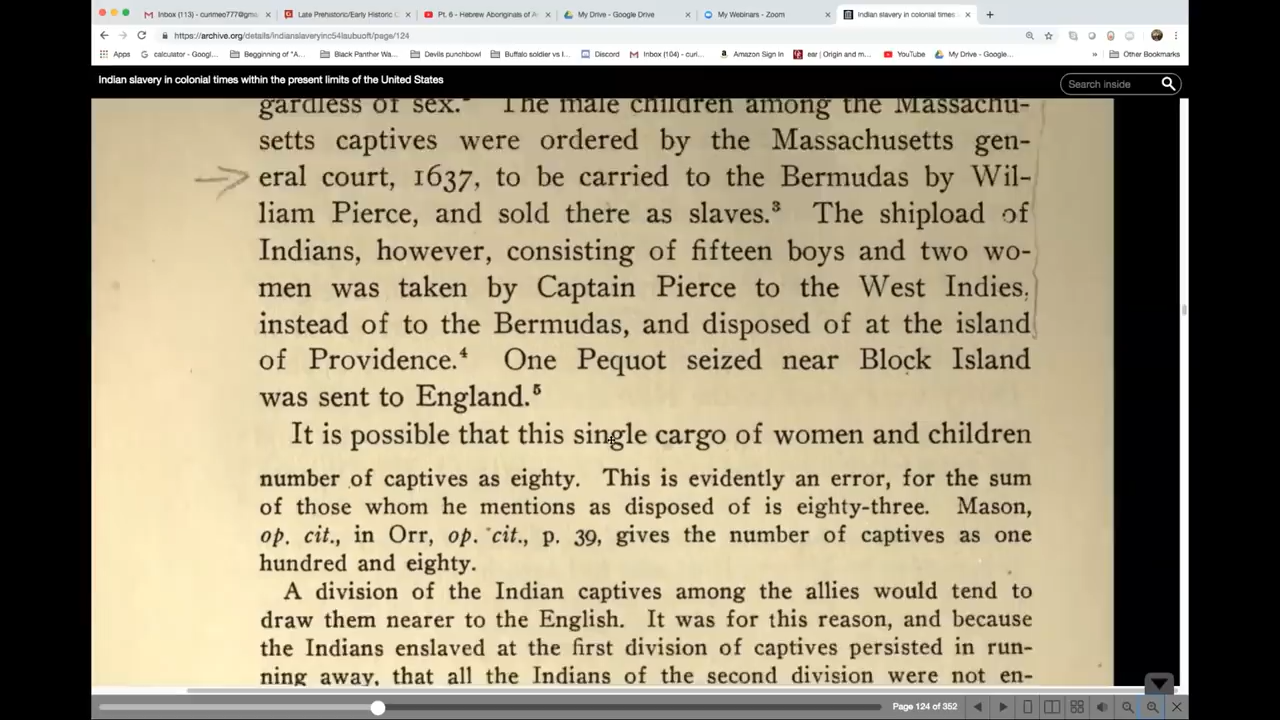 Inbox (113) - curimeo777@gma
Late Prehistoric/Early Historic C
Pt. 6 - Hebrew Aboriginals of A
My Drive - Google Drive
My Webinars - Zoom
Indian slavery in colonial times
https://archive.org/details/indianslaveryinc54lsubuoft/page/124
Apps
calculator - Googl...
Beggining of "A...
Black Panther Wa...
Devils punchbowl
Buffalo soldier vs I...
Discord
Inbox (104) - curi...
Amazon Sign In
ear | Origin and m...
YouTube
My Drive - Googl...
Other Bookmarks
Indian slavery in colonial times within the present limits of the United States
Search inside
gardless of sex. The male children among the Massachu-
setts captives were ordered by the Massachusetts gen-
eral court, 1637, to be carried to the Bermudas by Wil-
liam Pierce, and sold there as slaves.³ The shipload of
Indians, however, consisting of fifteen boys and two wo-
men was taken by Captain Pierce to the West Indies,
instead of to the Bermudas, and disposed of at the island
of Providence.⁴ One Pequot seized near Block Island
was sent to England.⁵
It is possible that this single cargo of women and children
number of captives as eighty. This is evidently an error, for the sum
of those whom he mentions as disposed of is eighty-three. Mason,
op. cit., in Orr, op. cit., p. 39, gives the number of captives as one
hundred and eighty.
A division of the Indian captives among the allies would tend to
draw them nearer to the English. It was for this reason, and because
the Indians enslaved at the first division of captives persisted in run-
ning away, that all the Indians of the second division were not en-
Page 124 of 352